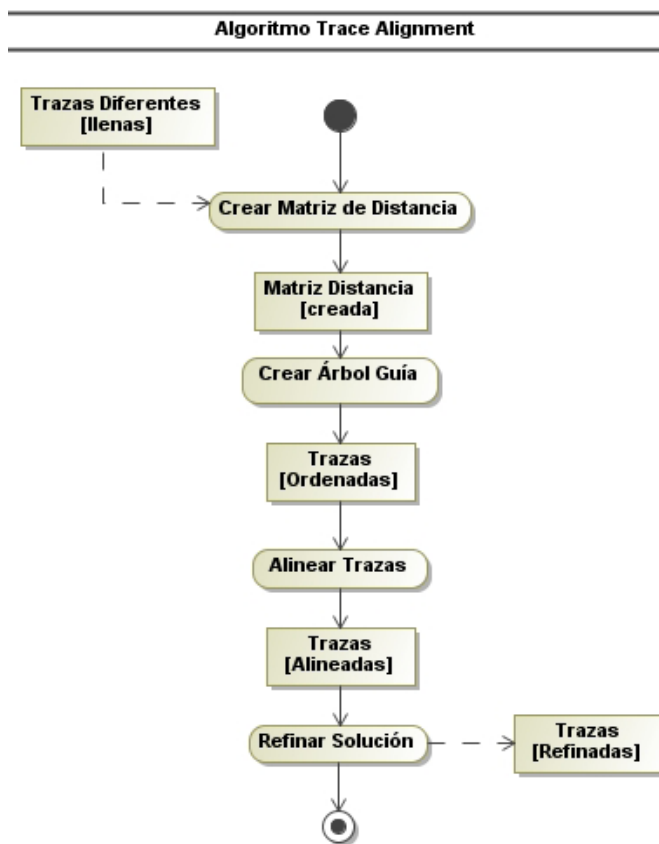 Algoritmo Trace Alignment
Trazas Diferentes
[llenas]
Crear Matriz de Distancia
Matriz Distancia
[creada]
Crear Árbol Guía
Trazas
[Ordenadas]
Alinear Trazas
Trazas
[Alineadas]
Refinar Solución
Trazas
[Refinadas]